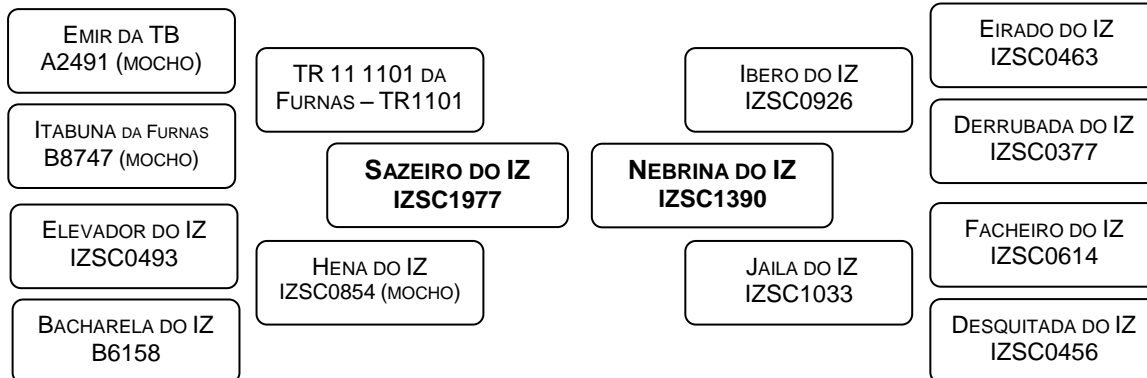 EMIR DA TB
A2491 (MOCHO)
ITABUNA DA FURNAS
B8747 (MOCHO)
ELEVADOR DO IZ
IZSC0493
BACHARELA DO IZ
B6158
TR 11 1101 DA
FURNAS – TR1101
HENA DO IZ
IZSC0854 (MOCHO)
SAZEIRO DO IZ
IZSC1977
NEBRINA DO IZ
IZSC1390
IBERO DO IZ
IZSC0926
JAILA DO IZ
IZSC1033
EIRADO DO IZ
IZSC0463
DERRUBADA DO IZ
IZSC0377
FACHEIRO DO IZ
IZSC0614
DESQUITADA DO IZ
IZSC0456